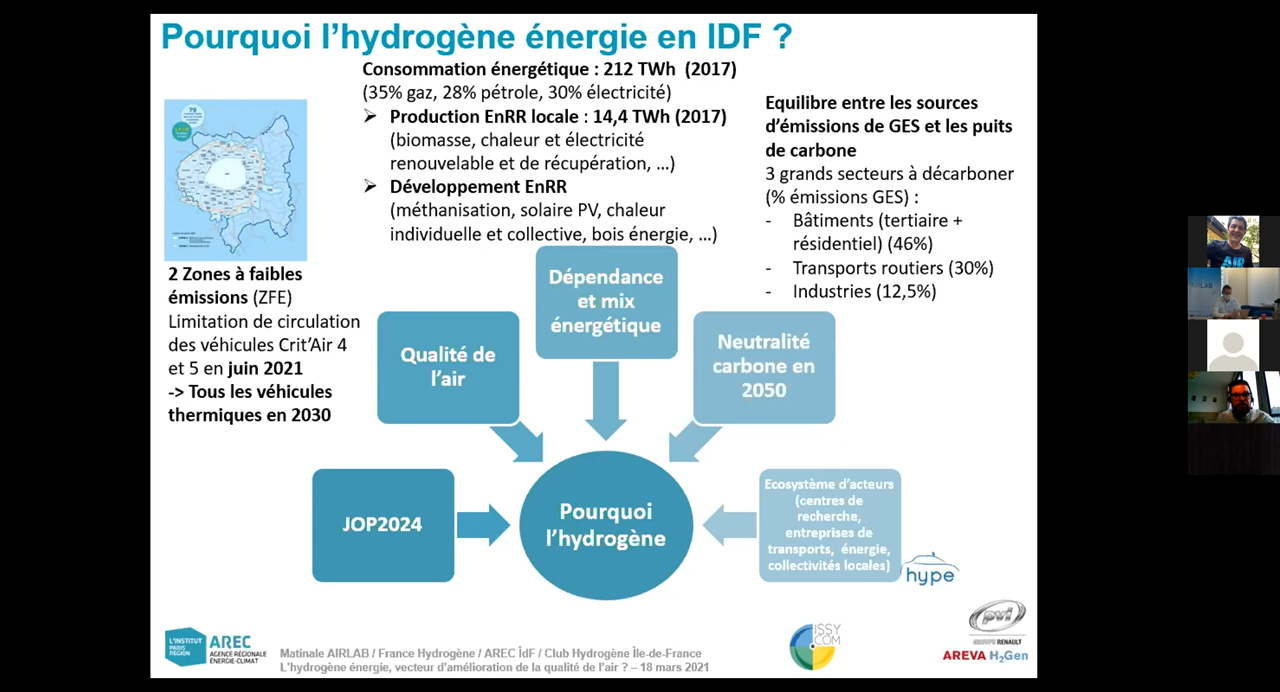 Pourquoi l'hydrogène énergie en IDF ?
Consommation énergétique : 212 TWh (2017)
(35% gaz, 28% pétrole, 30% électricité)
➢ Production EnRR locale : 14,4 TWh (2017)
(biomasse, chaleur et électricité
renouvelable et de récupération, ...)
➢ Développement EnRR
(méthanisation, solaire PV, chaleur
individuelle et collective, bois énergie, ...)
Equilibre entre les sources
d'émissions de GES et les puits
de carbone
3 grands secteurs à décarboner
(% émissions GES) :
- Bâtiments (tertiaire +
résidentiel) (46%)
- Transports routiers (30%)
- Industries (12,5%)
79
2 Zones à faibles
émissions (ZFE)
Limitation de circulation
des véhicules Crit'Air 4
et 5 en juin 2021
-> Tous les véhicules
thermiques en 2030
Qualité de
l'air
Dépendance
et mix
énergétique
Neutralité
carbone en
2050
JOP2024
Pourquoi
l'hydrogène
Ecosystème d'acteurs
(centres de
recherche,
entreprises de
transports, énergie,
collectivités locales)
hype
L'INSTITUT
PARIS
REGION
AREC
AGENCE RÉGIONALE
ÉNERGIE-CLIMAT
Matinale AIRLAB / France Hydrogène / AREC ÎdF / Club Hydrogène Île-de-France
L'hydrogène énergie, vecteur d'amélioration de la qualité de l'air ? – 18 mars 2021
ISSY
COM
pvi
GROUPE RENAULT
AREVA H2Gen
AIR
AIRLAB